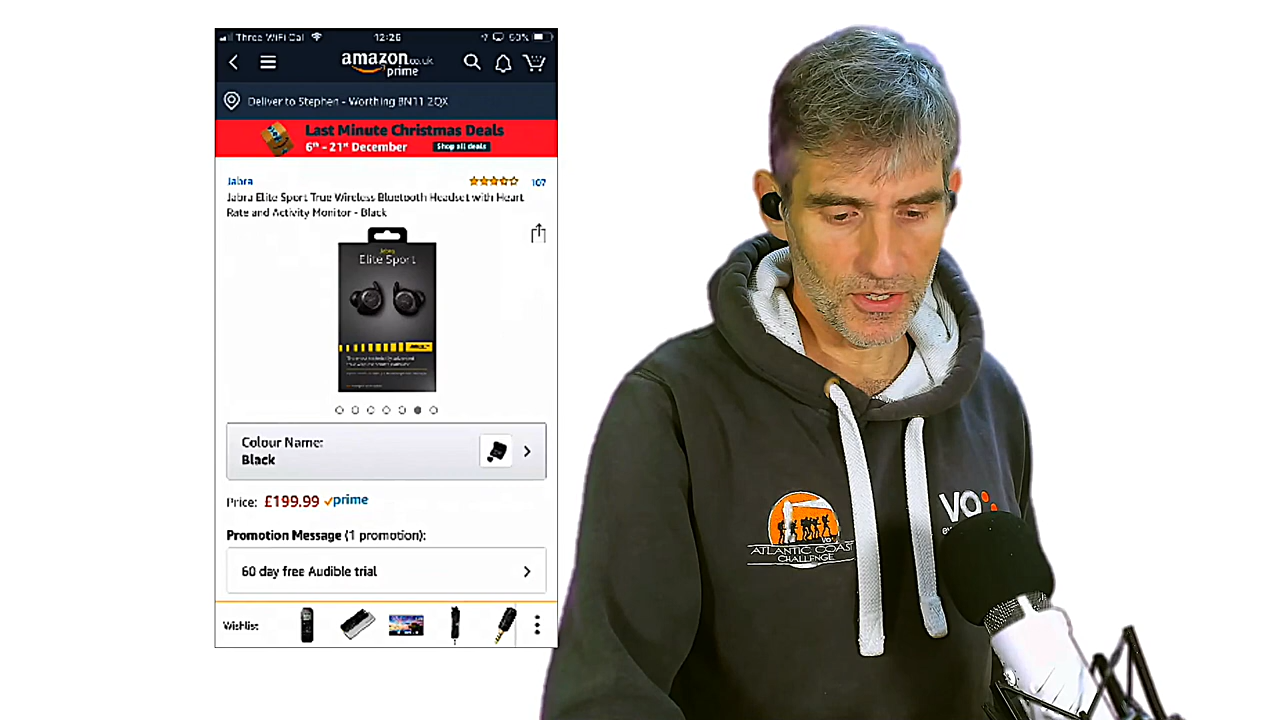 Three WiFi Cal 12:26 60%
amazon.co.uk
prime
Deliver to Stephen - Worthing BN11 2QX
Last Minute Christmas Deals
6th - 21st December Shop all deals
Jabra 107
Jabra Elite Sport True Wireless Bluetooth Headset with Heart
Rate and Activity Monitor - Black
Jabra
Elite Sport
Colour Name:
Black
Price: £199.99 prime
Promotion Message (1 promotion):
60 day free Audible trial
Wishlist
ATLANTIC COAST
CHALLENGE